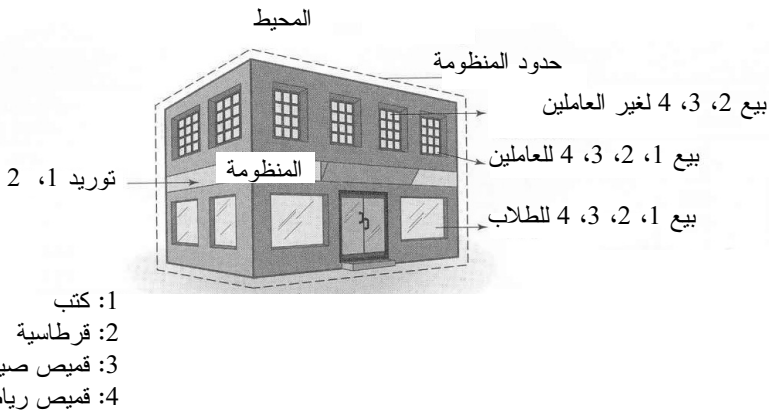 المحيط
حدود المنظومة
بيع 2، 3، 4 لغير العاملين
بيع 1، 2، 3، 4 للعاملين
المنظومة
توريد 1، 2
بيع 1، 2، 3، 4 للطلاب
1: كتب
2: قرطاسية
3: قميص
4: قميص